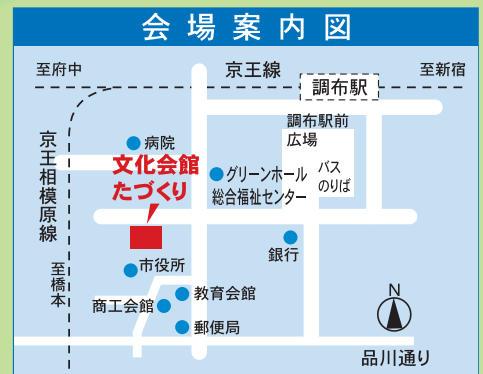 会場案内図
至府中
京王線
至新宿
調布駅
調布駅前
広場
病院
文化会館
たづくり
グリーンホール
総合福祉センター
バス
のりば
京王相模原線
至橋本
市役所
銀行
教育会館
商工会館
郵便局
N
品川通り